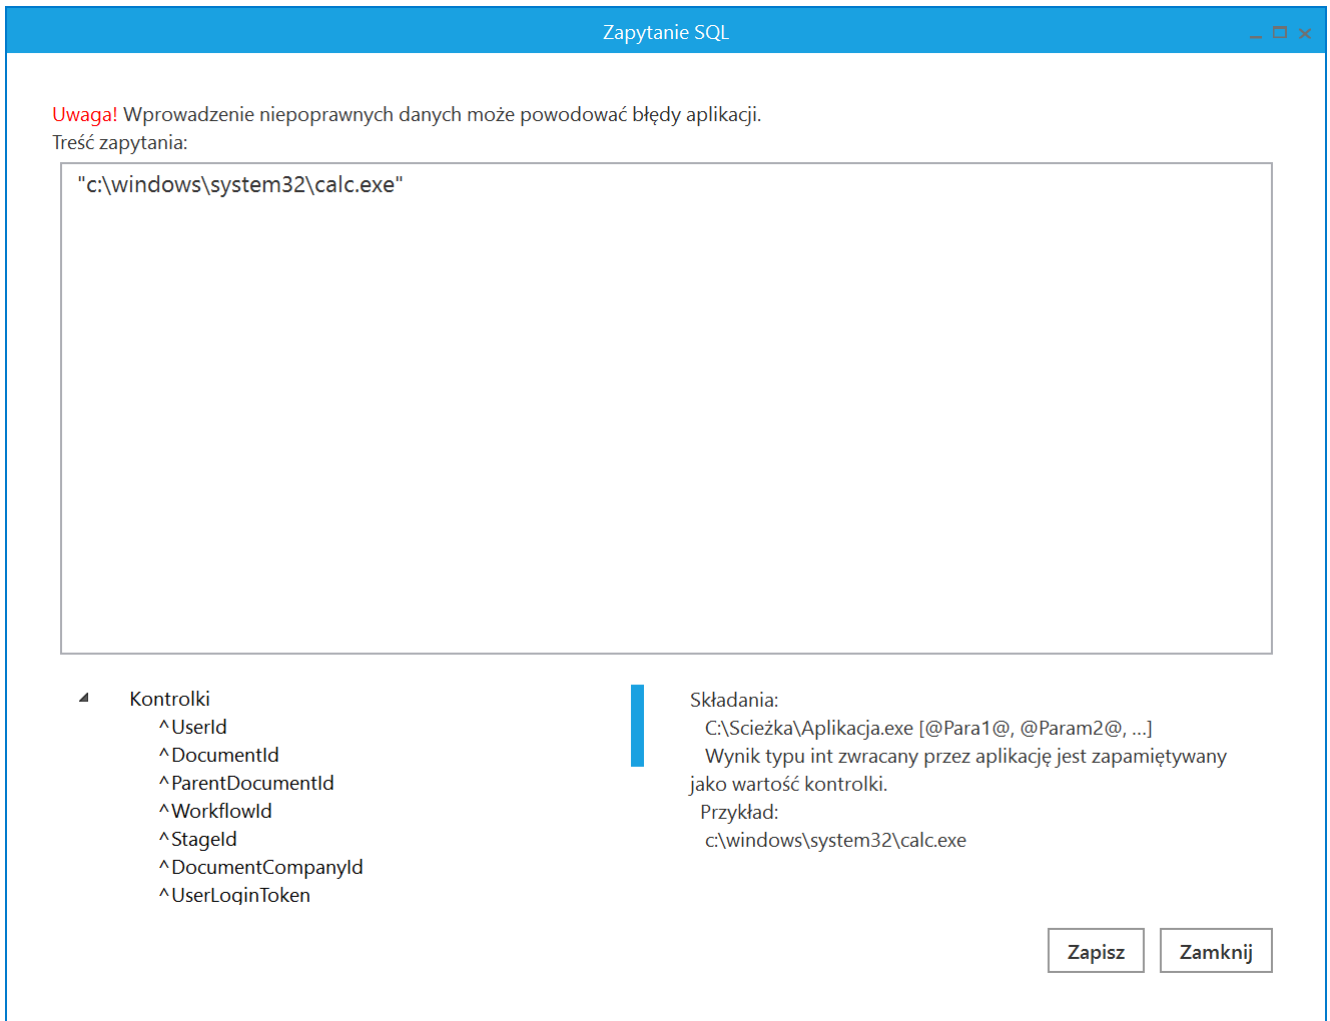 Zapytanie SQL
Uwaga! Wprowadzenie niepoprawnych danych może powodować błędy aplikacji.
Treść zapytania:
"c:\windows\system32\calc.exe"
Kontrolki
^UserId
^DocumentId
^ParentDocumentId
^WorkflowId
^StageId
^DocumentCompanyId
^UserLoginToken
Składania:
C:\Scieżka\Aplikacja.exe [@Para1@, @Param2@, ...]
Wynik typu int zwracany przez aplikację jest zapamiętywany
jako wartość kontrolki.
Przykład:
c:\windows\system32\calc.exe
Zapisz
Zamknij